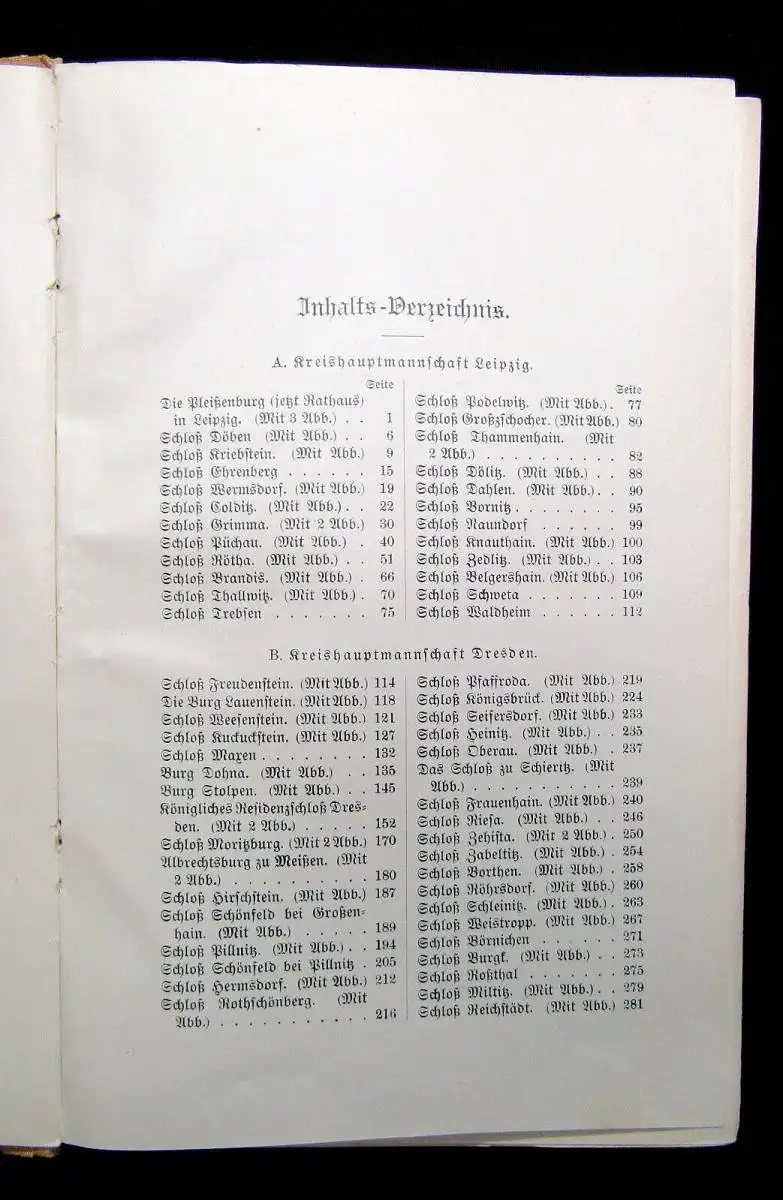 Inhalts-Verzeichnis.
A. Kreishauptmannschaft Leipzig.
Seite
Die Pleißenburg (jetzt Rathaus)
in Leipzig. (Mit 3 Abb.) . . 1
Schloß Döben (Mit Abb.) . . 6
Schloß Kriebstein. (Mit Abb.) 9
Schloß Ehrenberg . . . . . . 15
Schloß Wermsdorf. (Mit Abb.) 19
Schloß Colditz. (Mit Abb.) . . 22
Schloß Grimma. (Mit 2 Abb.) 30
Schloß Püchau. (Mit Abb.) . 40
Schloß Rötha. (Mit Abb.) . . 51
Schloß Brandis. (Mit Abb.) . 66
Schloß Thallwitz. (Mit Abb.) . 70
Schloß Trebsen . . . . . . . 75
Seite
Schloß Podelwitz. (Mit Abb.) . 77
Schloß Großzschocher. (Mit Abb.) 80
Schloß Thammenhain. (Mit
2 Abb.) . . . . . . . . . . 82
Schloß Dölitz. (Mit Abb.) . . 88
Schloß Dahlen. (Mit Abb.) . . 90
Schloß Bornitz . . . . . . . . 95
Schloß Naundorf . . . . . . 99
Schloß Knauthain. (Mit Abb.) 100
Schloß Zedlitz. (Mit Abb.) . . 103
Schloß Belgershain. (Mit Abb.) 106
Schloß Schweta . . . . . . . 109
Schloß Waldheim . . . . . . 112
B. Kreishauptmannschaft Dresden.
Schloß Freudenstein. (Mit Abb.) 114
Die Burg Lauenstein. (Mit Abb.) 118
Schloß Weesenstein. (Mit Abb.) 121
Schloß Kuckuckstein. (Mit Abb.) 127
Schloß Maxen . . . . . . . . 132
Burg Dohna. (Mit Abb.) . . 135
Burg Stolpen. (Mit Abb.) . . 145
Königliches Residenzschloß Dres-
den. (Mit 2 Abb.) . . . . . 152
Schloß Moritzburg. (Mit 2 Abb.) 170
Albrechtsburg zu Meißen. (Mit
2 Abb.) . . . . . . . . . . 180
Schloß Hirschstein. (Mit Abb.) 187
Schloß Schönfeld bei Großen-
hain. (Mit Abb.) . . . . . . 189
Schloß Pillnitz. (Mit Abb.) . . 194
Schloß Schönfeld bei Pillnitz . 205
Schloß Hermsdorf. (Mit Abb.) 212
Schloß Rothschönberg. (Mit
Abb.) . . . . . . . . . . . 216
Schloß Pfaffroda. (Mit Abb.) 219
Schloß Königsbrück. (Mit Abb.) 224
Schloß Seifersdorf. (Mit Abb.) 233
Schloß Heinitz. (Mit Abb.) . . 235
Schloß Oberau. (Mit Abb.) . 237
Das Schloß zu Schieritz. (Mit
Abb.) . . . . . . . . . . . 239
Schloß Frauenhain. (Mit Abb.) 240
Schloß Riesa. (Mit Abb.) . . 246
Schloß Zehista. (Mit 2 Abb.) . 250
Schloß Zabeltitz. (Mit Abb.) . 254
Schloß Borthen. (Mit Abb.) . 258
Schloß Röhrsdorf. (Mit Abb.) 260
Schloß Schleinitz. (Mit Abb.) . 263
Schloß Weistropp. (Mit Abb.) 267
Schloß Börnichen . . . . . . 271
Schloß Burgk. (Mit Abb.) . . 273
Schloß Roßthal . . . . . . . 275
Schloß Miltitz. (Mit Abb.) . . 279
Schloß Reichstädt. (Mit Abb.) 281